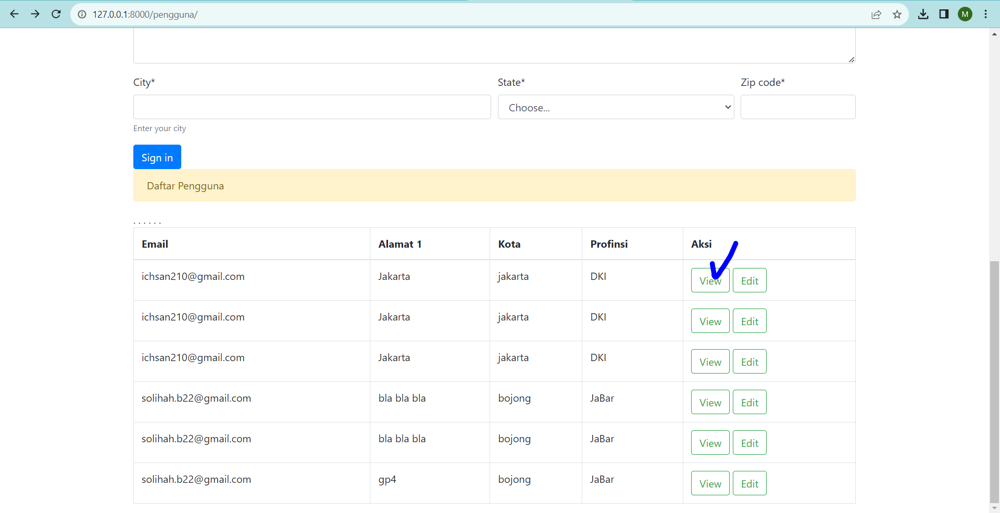 127.0.0.1:8000/pengguna/
M
City*
State*
Zip code*
Choose...
Enter your city
Sign in
Daftar Pengguna
. . . . . .
Email Alamat 1 Kota Profinsi Aksi
ichsan210@gmail.com Jakarta jakarta DKI View Edit
ichsan210@gmail.com Jakarta jakarta DKI View Edit
ichsan210@gmail.com Jakarta jakarta DKI View Edit
solihah.b22@gmail.com bla bla bla bojong JaBar View Edit
solihah.b22@gmail.com bla bla bla bojong JaBar View Edit
solihah.b22@gmail.com gp4 bojong JaBar View Edit